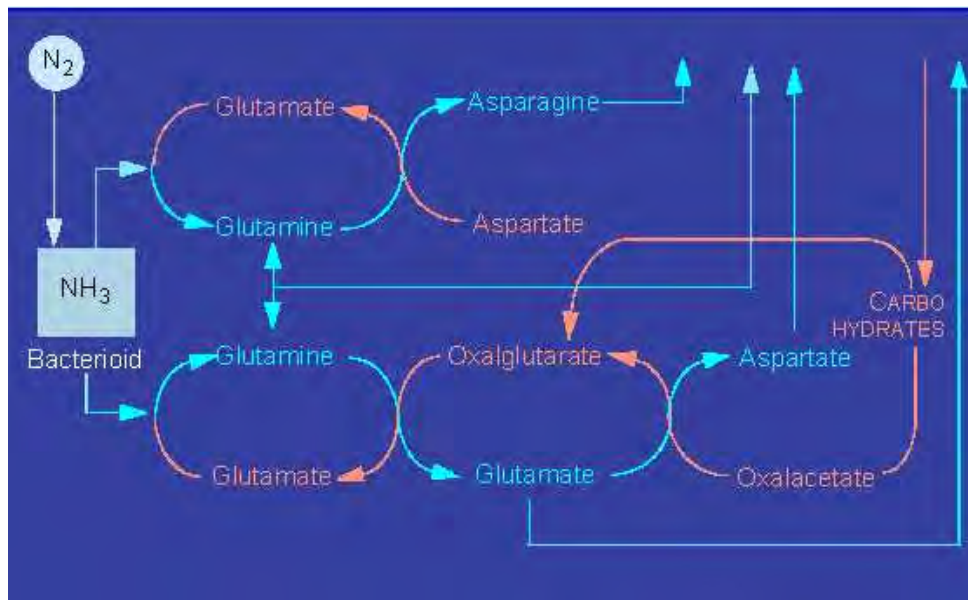 N2
Glutamate
Asparagine
Glutamine
Aspartate
NH3
CARBO
HYDRATES
Bacterioid
Glutamine
Oxalglutarate
Aspartate
Glutamate
Glutamate
Oxalacetate